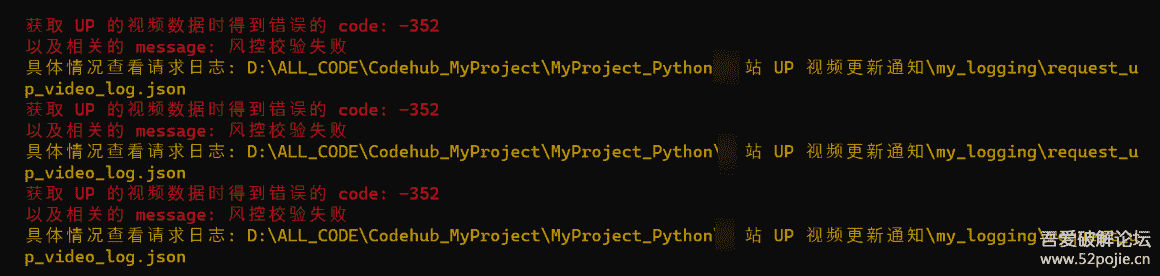 获取 UP 的视频数据时得到错误的 code: -352
以及相关的 message: 风控校验失败
具体情况查看请求日志: D:\ALL_CODE\Codehub_MyProject\MyProject_Python 站 UP 视频更新通知\my_logging\request_u
p_video_log.json
获取 UP 的视频数据时得到错误的 code: -352
以及相关的 message: 风控校验失败
具体情况查看请求日志: D:\ALL_CODE\Codehub_MyProject\MyProject_Python\ 站 UP 视频更新通知\my_logging\request_u
p_video_log.json
获取 UP 的视频数据时得到错误的 code: -352
以及相关的 message: 风控校验失败
具体情况查看请求日志: D:\ALL_CODE\Codehub_MyProject\MyProject_Python 站 UP 视频更新通知\my_logging\request_u
p_video_log.json
吾爱破解论坛
www.52pojie.cn